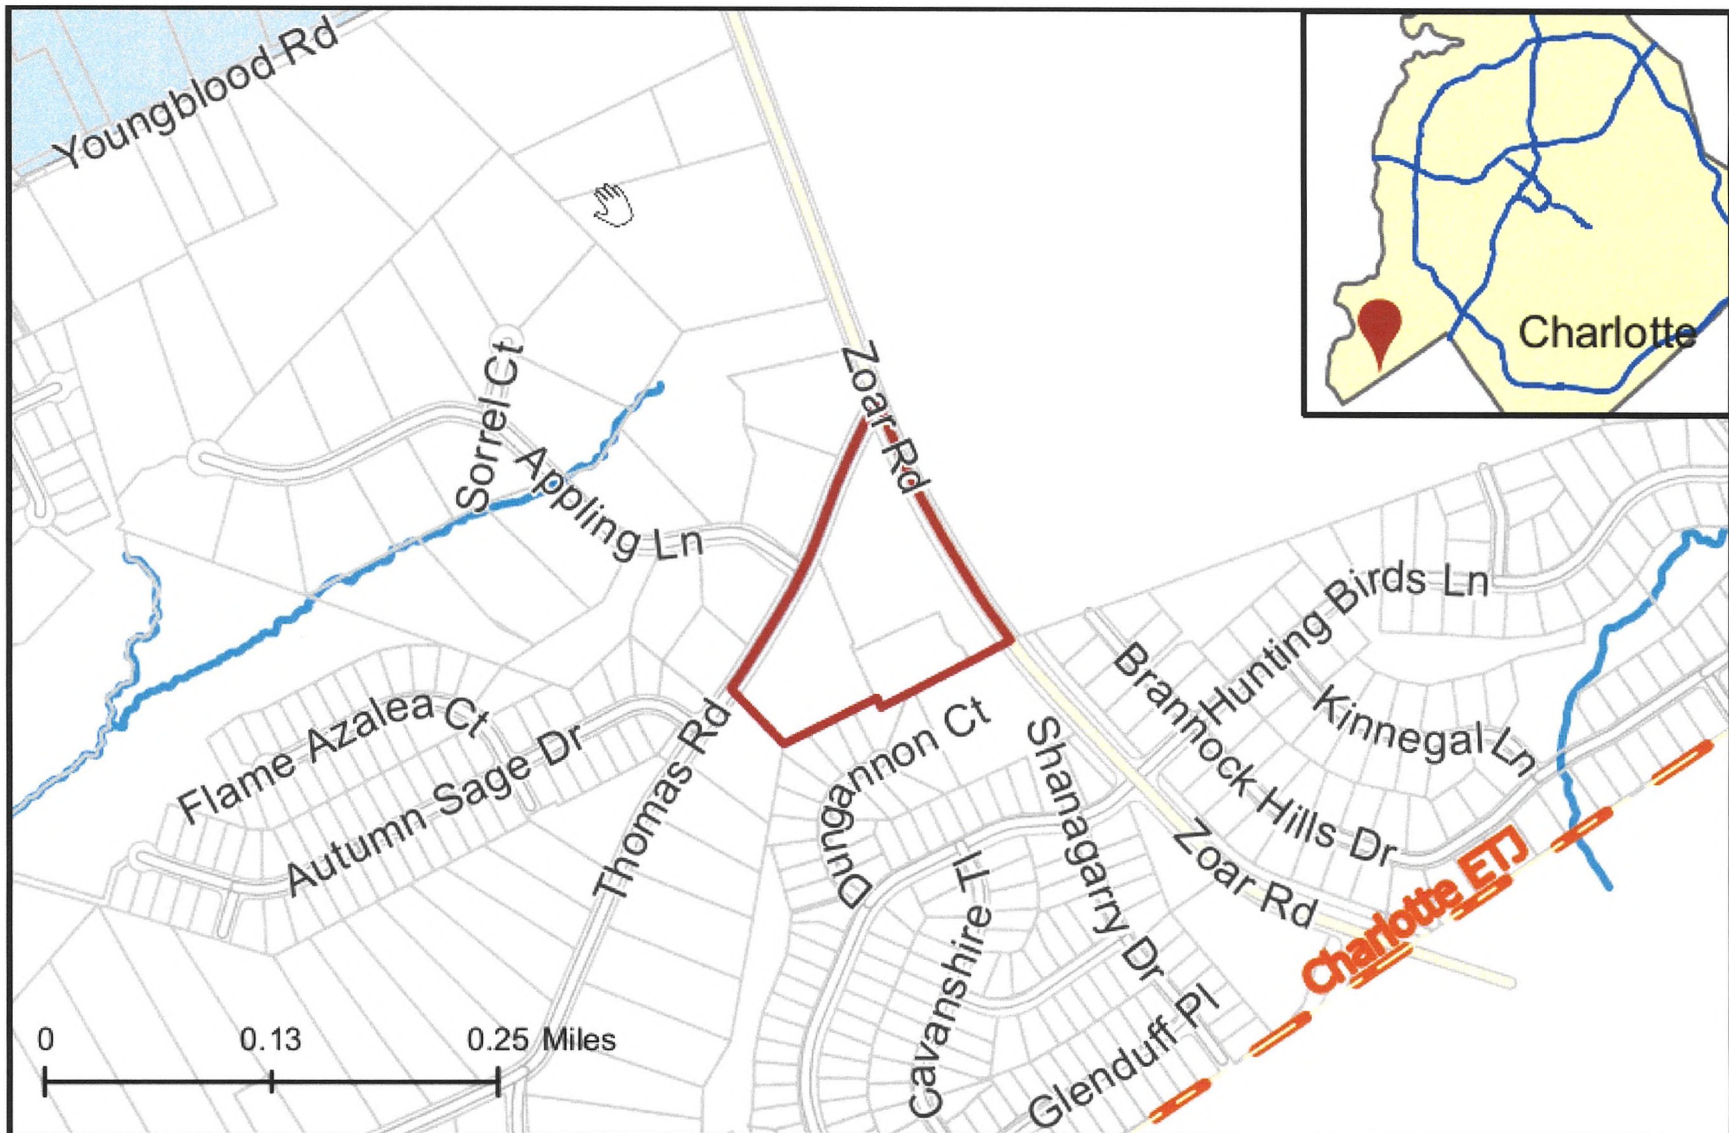 Youngblood Rd
Charlotte
Zoar Rd
Sorrel Ct
Appling Ln
Hunting Birds Ln
Brannock Hills Dr
Kinnegal Ln
Flame Azalea Ct
Autumn Sage Dr
Thomas Rd
Dungannon Ct
Shanagarry Dr
Zoar Rd
Charlotte ETJ
Cavanshire Tl
Glenduff Pl
0 0.13 0.25 Miles